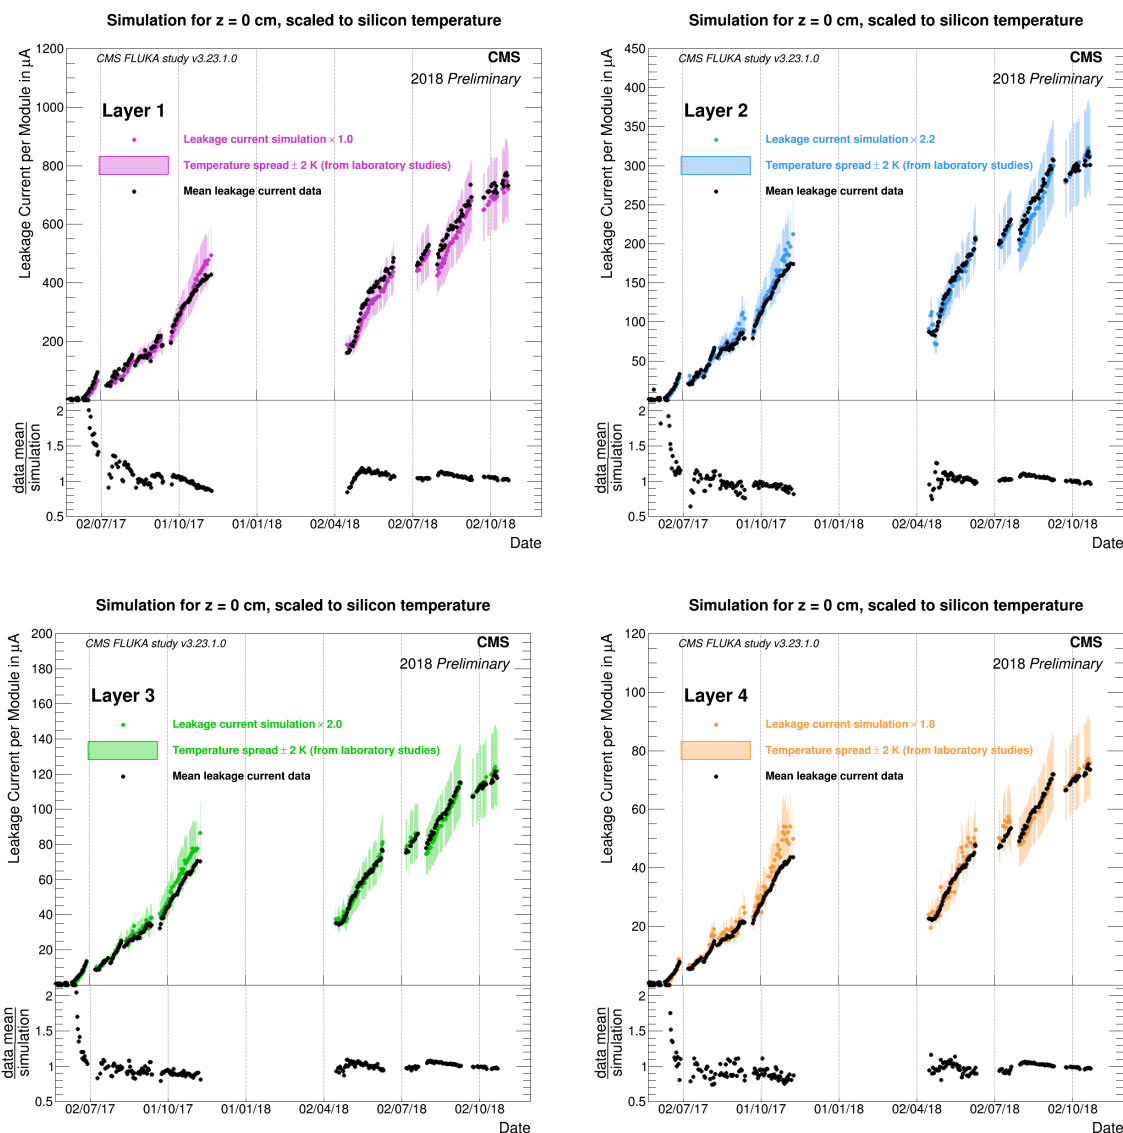 Simulation for z = 0 cm, scaled to silicon temperature
Leakage Current per Module in μA
CMS FLUKA study v3.23.1.0
CMS
2018 Preliminary
Layer 1
Leakage current simulation × 1.0
Temperature spread ± 2 K (from laboratory studies)
Mean leakage current data
1200
1000
800
600
400
200
data mean
simulation
2
1.5
1
0.5
02/07/17 01/10/17 01/01/18 02/04/18 02/07/18 02/10/18
Date
Simulation for z = 0 cm, scaled to silicon temperature
Leakage Current per Module in μA
CMS FLUKA study v3.23.1.0
CMS
2018 Preliminary
Layer 2
Leakage current simulation × 2.2
Temperature spread ± 2 K (from laboratory studies)
Mean leakage current data
450
400
350
300
250
200
150
100
50
data mean
simulation
2
1.5
1
0.5
02/07/17 01/10/17 01/01/18 02/04/18 02/07/18 02/10/18
Date
Simulation for z = 0 cm, scaled to silicon temperature
Leakage Current per Module in μA
CMS FLUKA study v3.23.1.0
CMS
2018 Preliminary
Layer 3
Leakage current simulation × 2.0
Temperature spread ± 2 K (from laboratory studies)
Mean leakage current data
200
180
160
140
120
100
80
60
40
20
data mean
simulation
2
1.5
1
0.5
02/07/17 01/10/17 01/01/18 02/04/18 02/07/18 02/10/18
Date
Simulation for z = 0 cm, scaled to silicon temperature
Leakage Current per Module in μA
CMS FLUKA study v3.23.1.0
CMS
2018 Preliminary
Layer 4
Leakage current simulation × 1.8
Temperature spread ± 2 K (from laboratory studies)
Mean leakage current data
120
100
80
60
40
20
data mean
simulation
2
1.5
1
0.5
02/07/17 01/10/17 01/01/18 02/04/18 02/07/18 02/10/18
Date